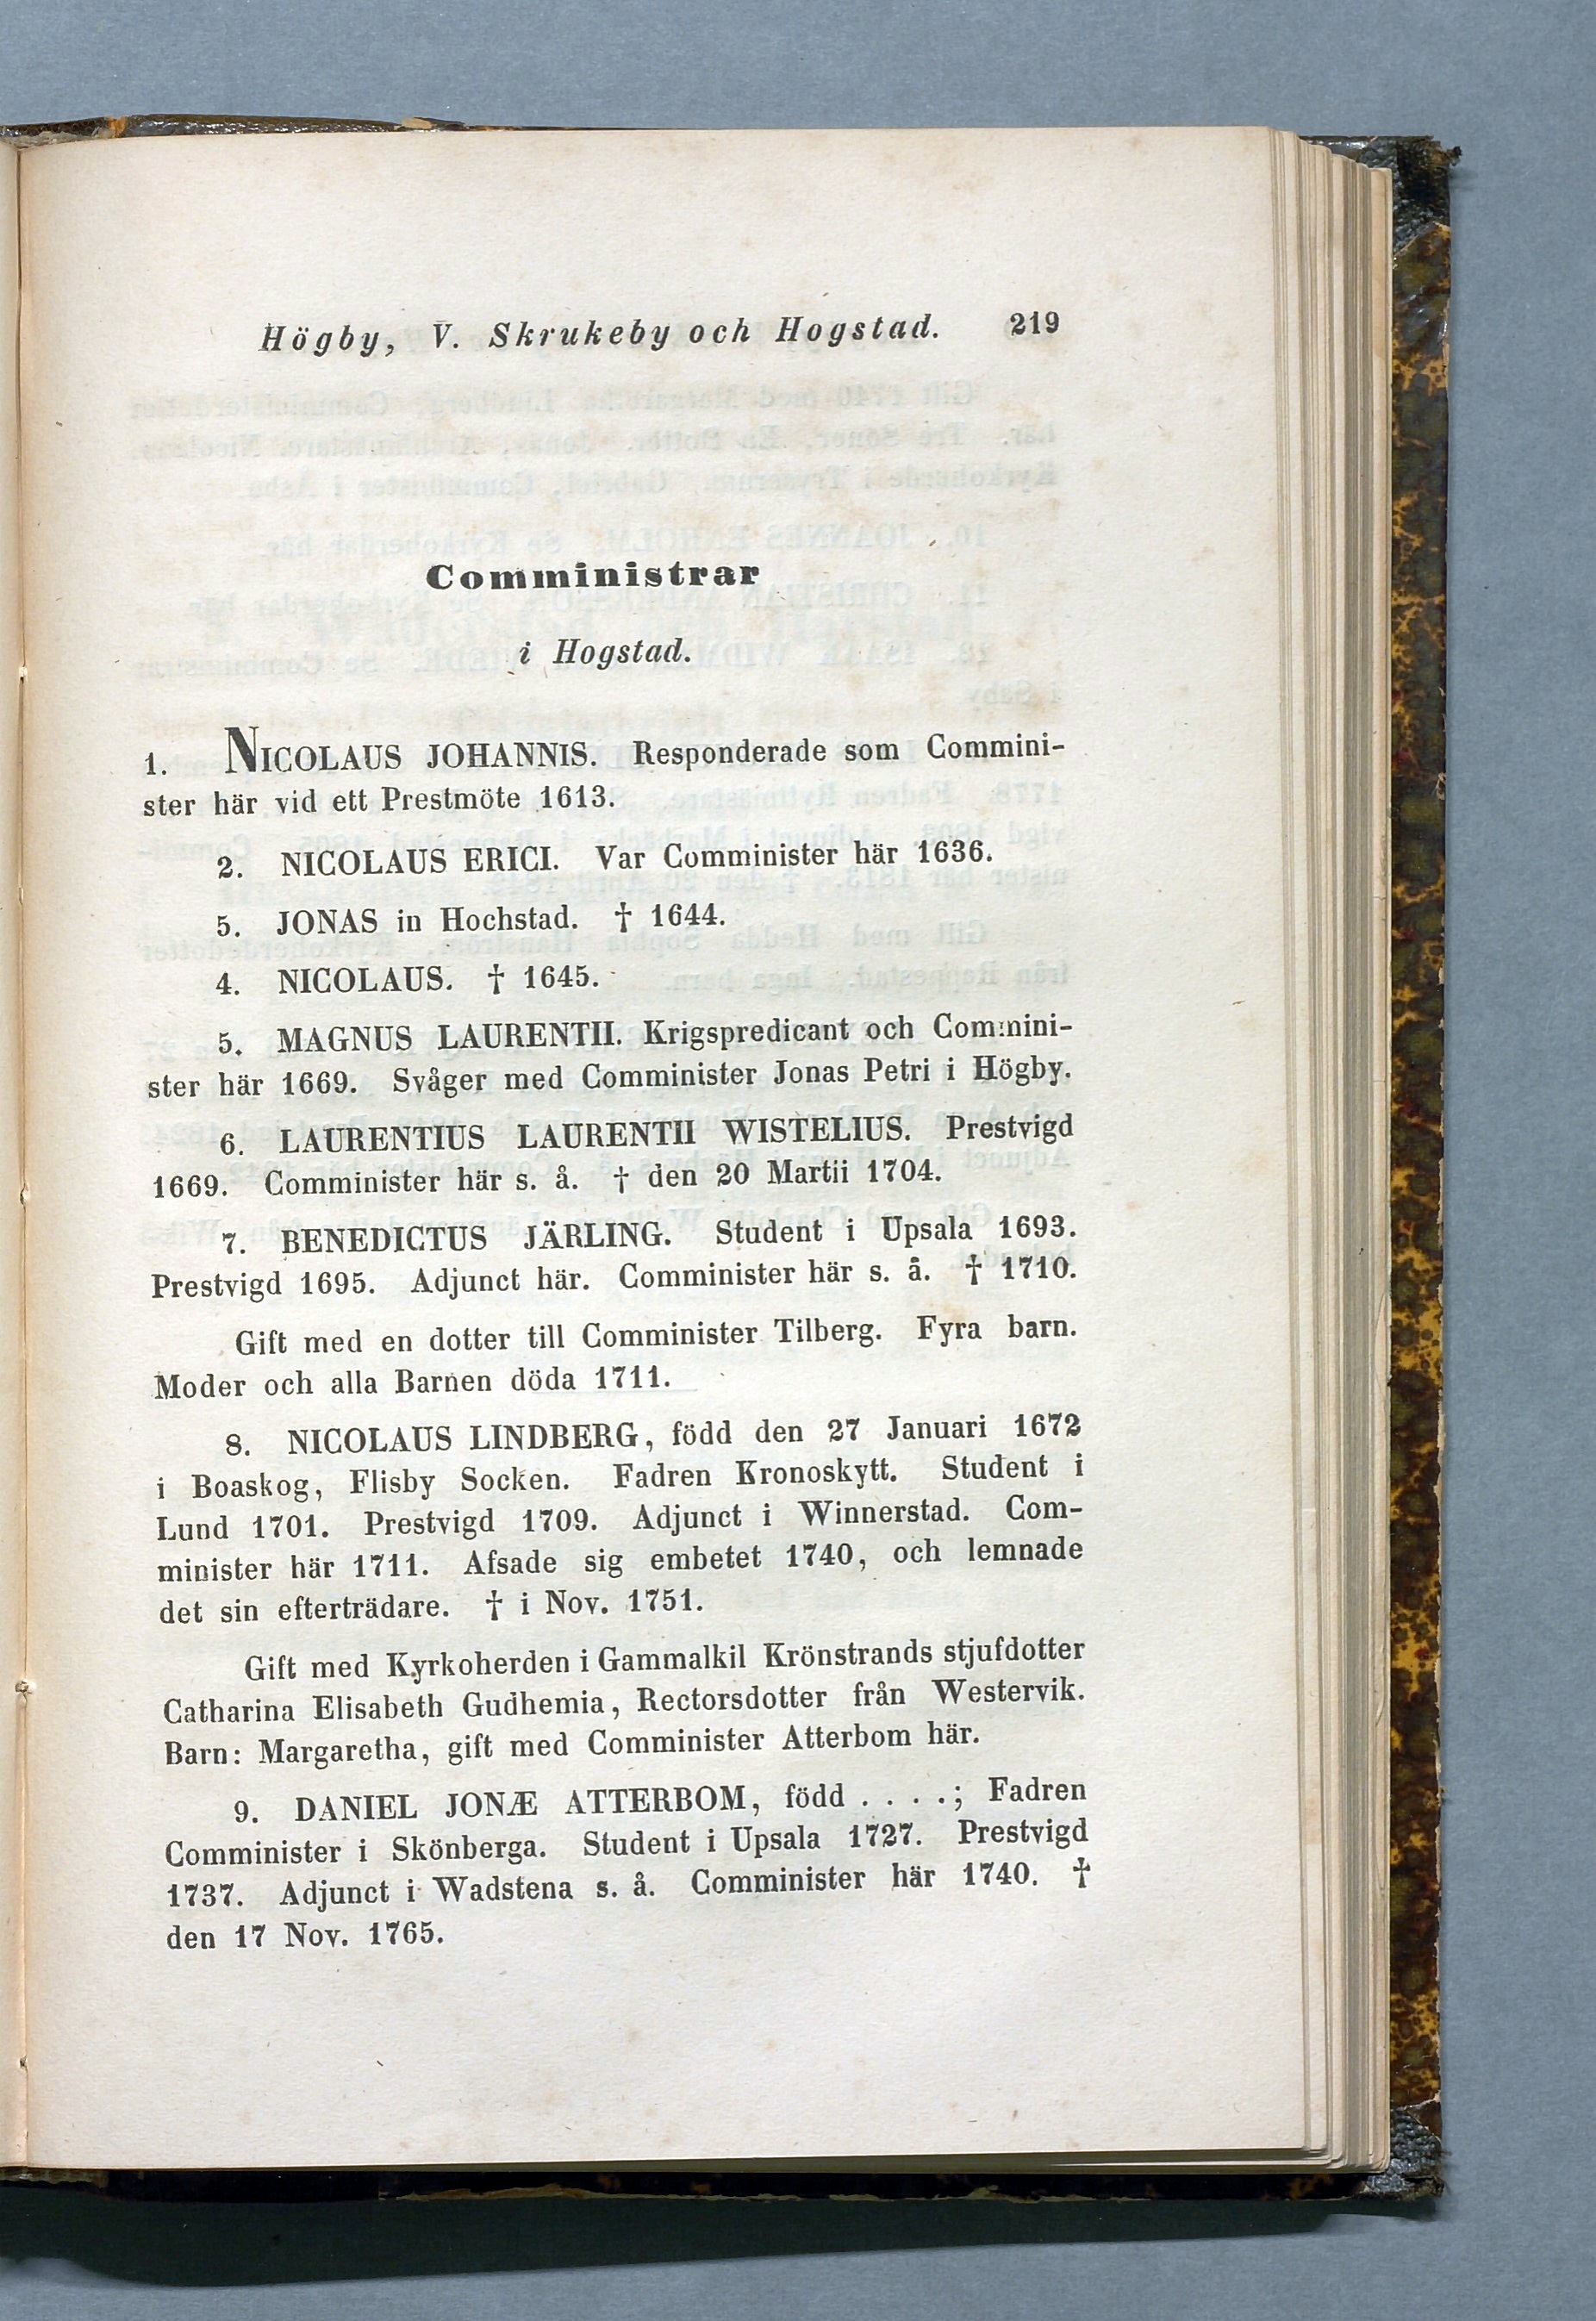 Högby, V. Skrukeby och Hogstad. 219
Comministrar
i Hogstad.
1. NICOLAUS JOHANNIS. Responderade som Commini-
ster här vid ett Prestmöte 1613.
2. NICOLAUS ERICI. Var Comminister här 1636.
5. JONAS in Hochstad. † 1644.
4. NICOLAUS. † 1645.
5. MAGNUS LAURENTII. Krigspredicant och Commini-
ster här 1669. Svåger med Comminister Jonas Petri i Högby.
6. LAURENTIUS LAURENTII WISTELIUS. Prestvigd
1669. Comminister här s. å. † den 20 Martii 1704.
7. BENEDICTUS JÄRLING. Student i Upsala 1693.
Prestvigd 1695. Adjunct här. Comminister här s. å. † 1710.
Gift med en dotter till Comminister Tilberg. Fyra barn.
Moder och alla Barnen döda 1711.
8. NICOLAUS LINDBERG, född den 27 Januari 1672
i Boaskog, Flisby Socken. Fadren Kronoskytt. Student i
Lund 1701. Prestvigd 1709. Adjunct i Winnerstad. Com-
minister här 1711. Afsade sig embetet 1740, och lemnade
det sin efterträdare. † i Nov. 1751.
Gift med Kyrkoherden i Gammalkil Krönstrands stjufdotter
Catharina Elisabeth Gudhemia, Rectorsdotter från Westervik.
Barn: Margaretha, gift med Comminister Atterbom här.
9. DANIEL JONÆ ATTERBOM, född . . . .; Fadren
Comminister i Skönberga. Student i Upsala 1727. Prestvigd
1737. Adjunct i Wadstena s. å. Comminister här 1740. †
den 17 Nov. 1765.